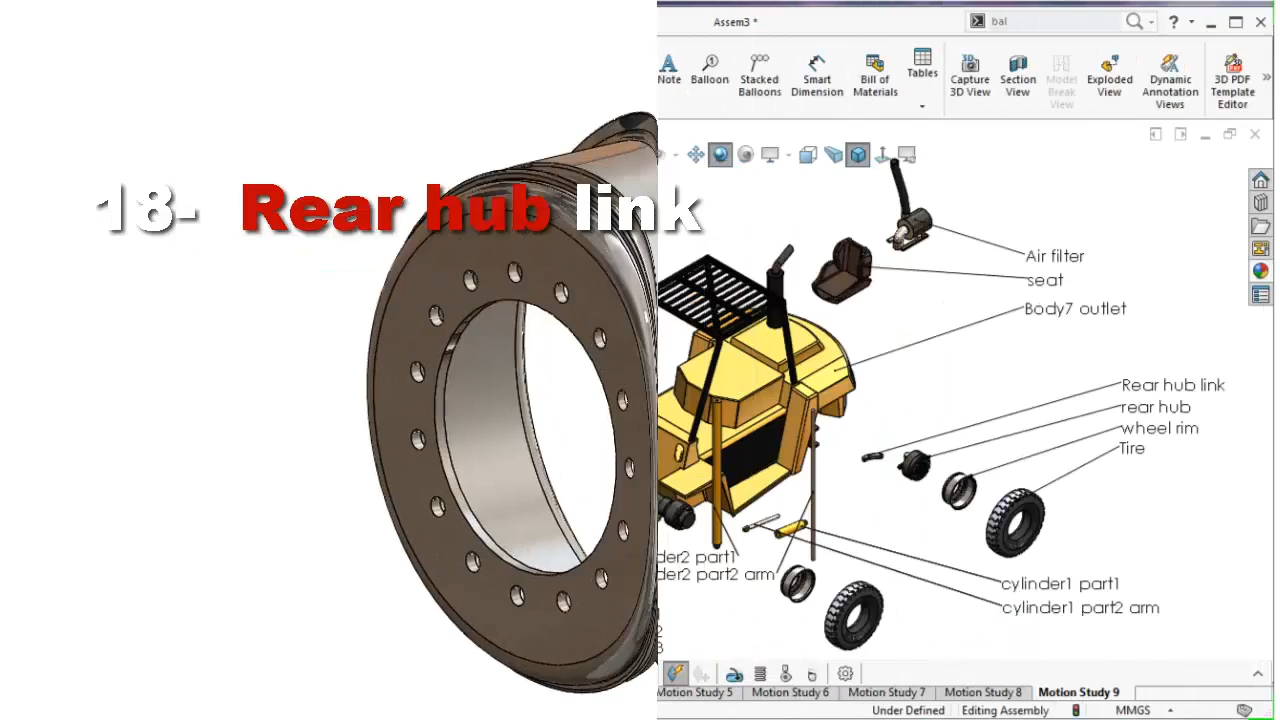 18- Rear hub link
Assem3 *
bal
Note
Balloon
Stacked
Balloons
Smart
Dimension
Bill of
Materials
Tables
Capture
3D View
Section
View
Model
Break
View
Exploded
View
Dynamic
Annotation
Views
3D PDF
Template
Editor
Air filter
seat
Body7 outlet
Rear hub link
rear hub
wheel rim
Tire
der2 part1
der2 part2 arm
cylinder1 part1
cylinder1 part2 arm
2
3
Motion Study 5
Motion Study 6
Motion Study 7
Motion Study 8
Motion Study 9
Under Defined
Editing Assembly
MMGS